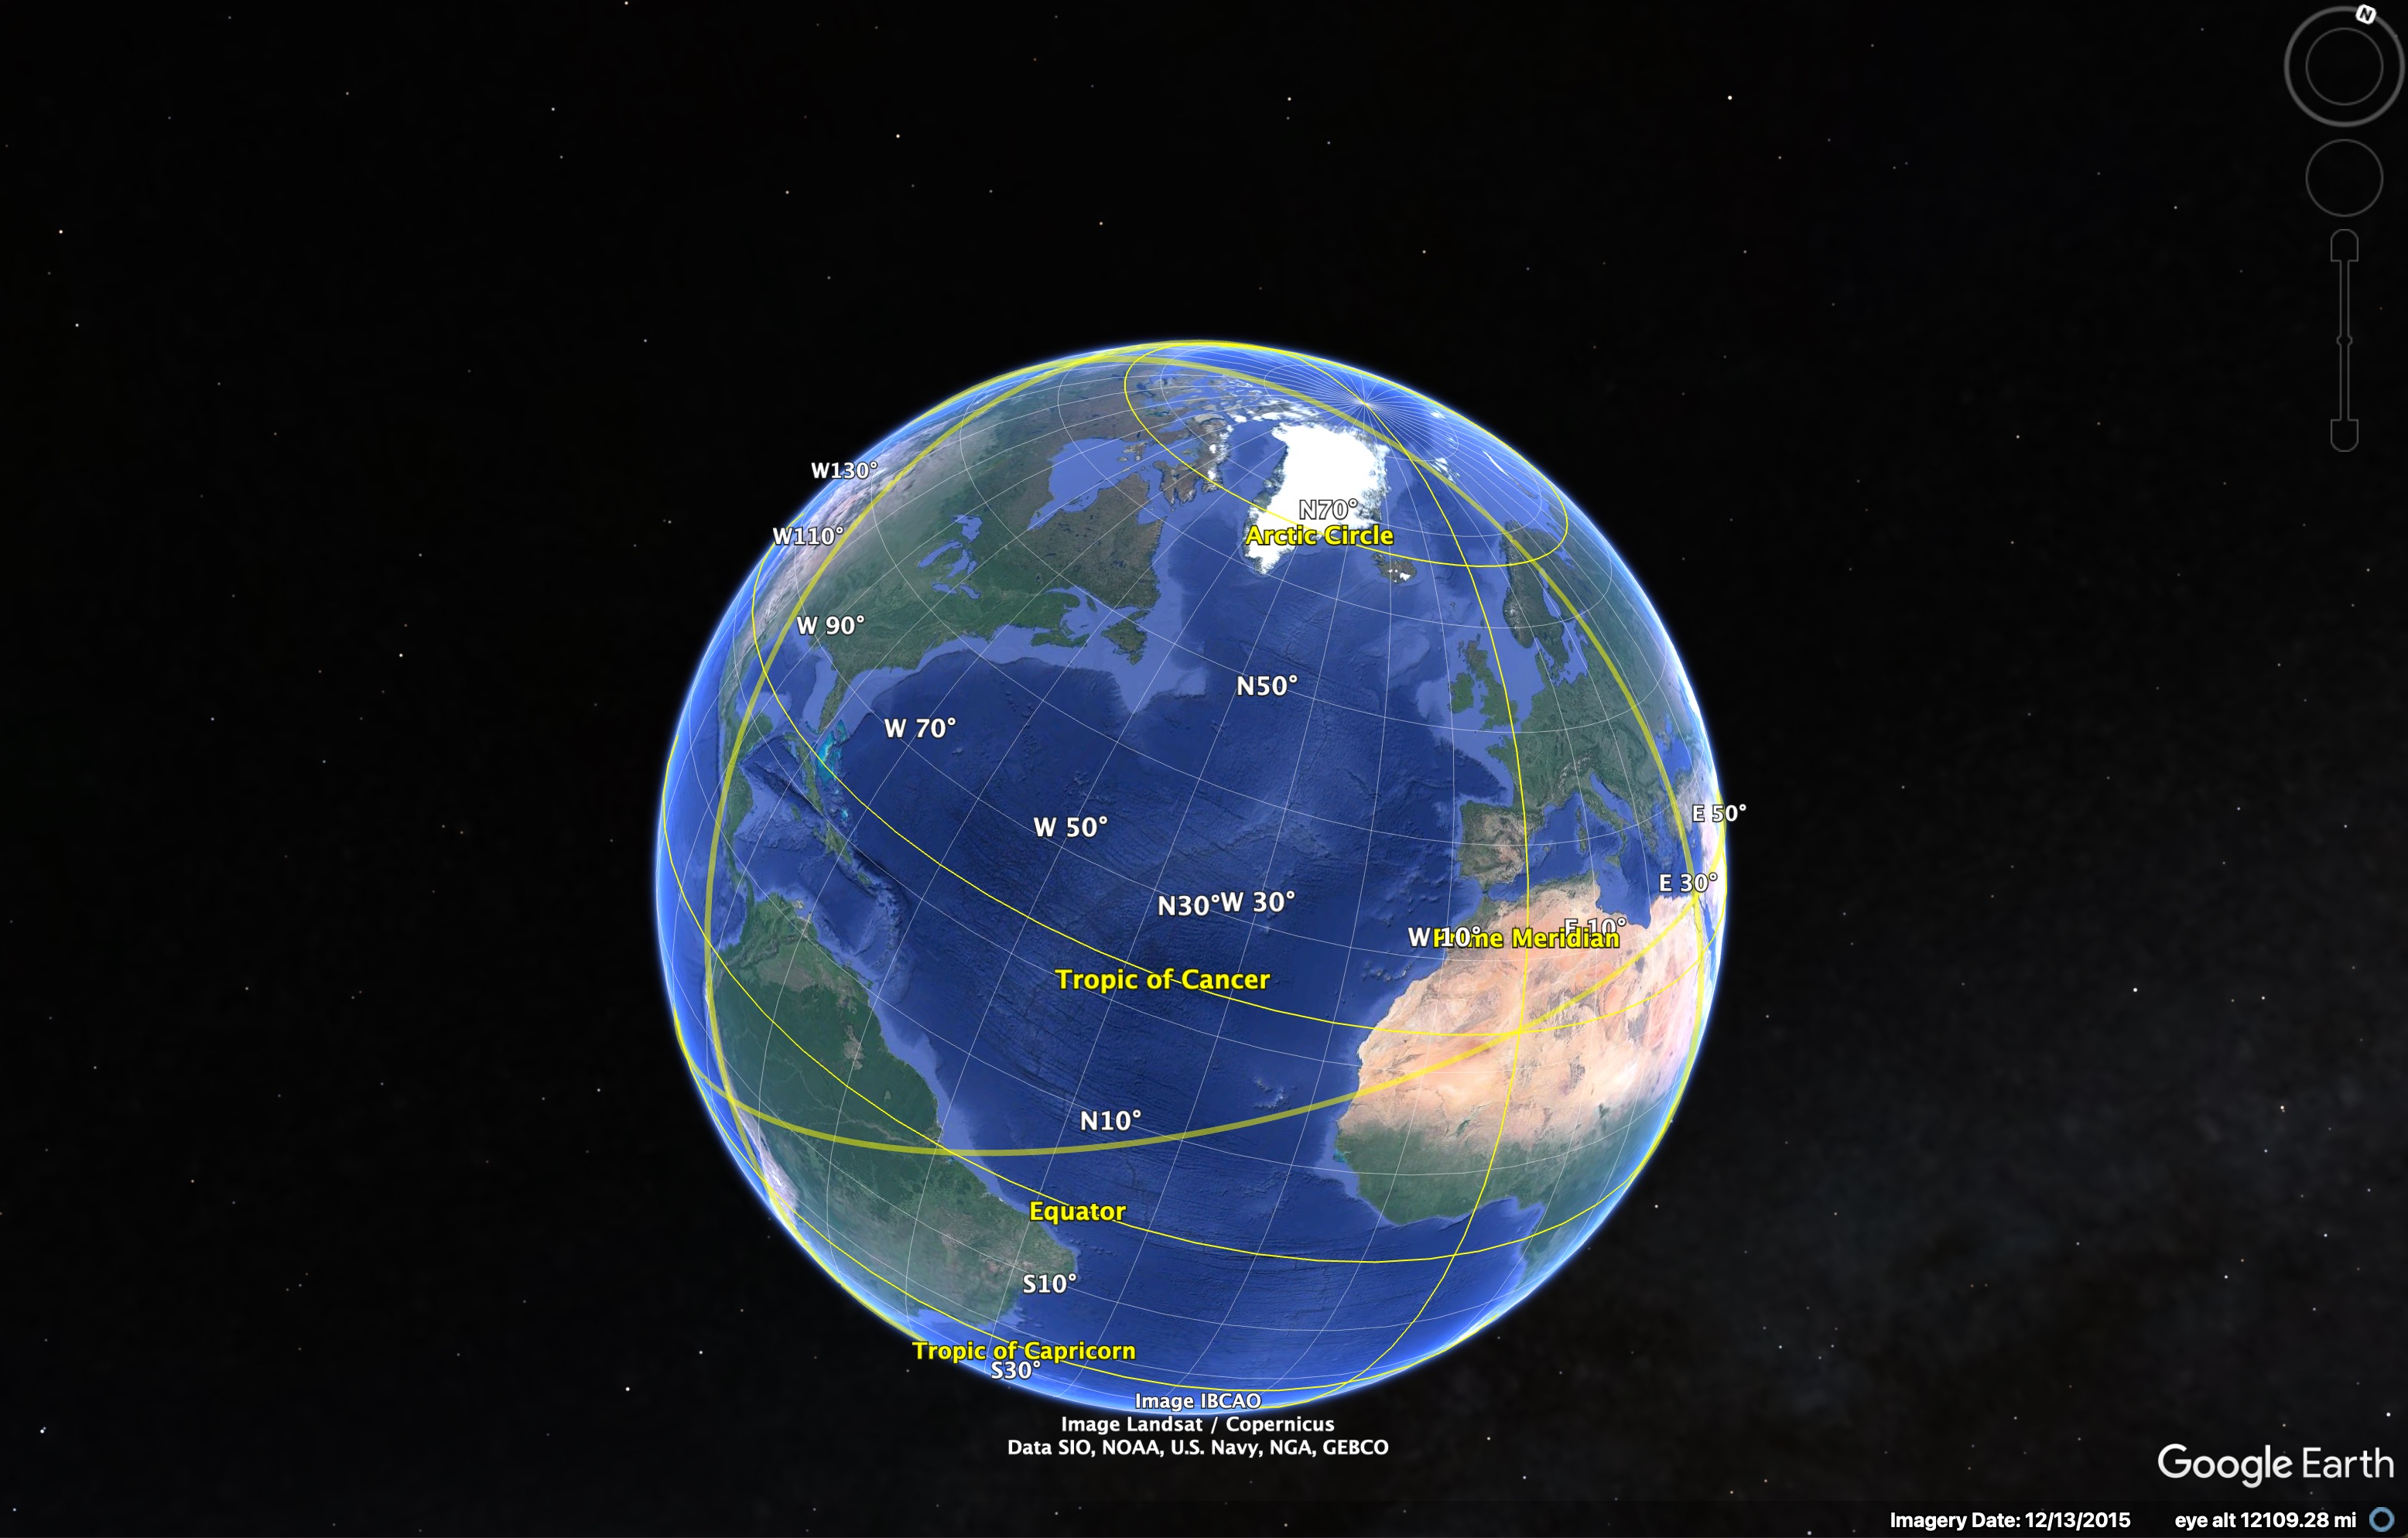 N
W130°
N70°
Arctic Circle
W110°
W 90°
N50°
W 70°
E 50°
W 50°
E 30°
N30°
W 30°
E 10°
W 10°
Prime Meridian
Tropic of Cancer
N10°
Equator
S10°
Tropic of Capricorn
S30°
Image IBCAO
Image Landsat / Copernicus
Data SIO, NOAA, U.S. Navy, NGA, GEBCO
Google Earth
Imagery Date: 12/13/2015 eye alt 12109.28 mi